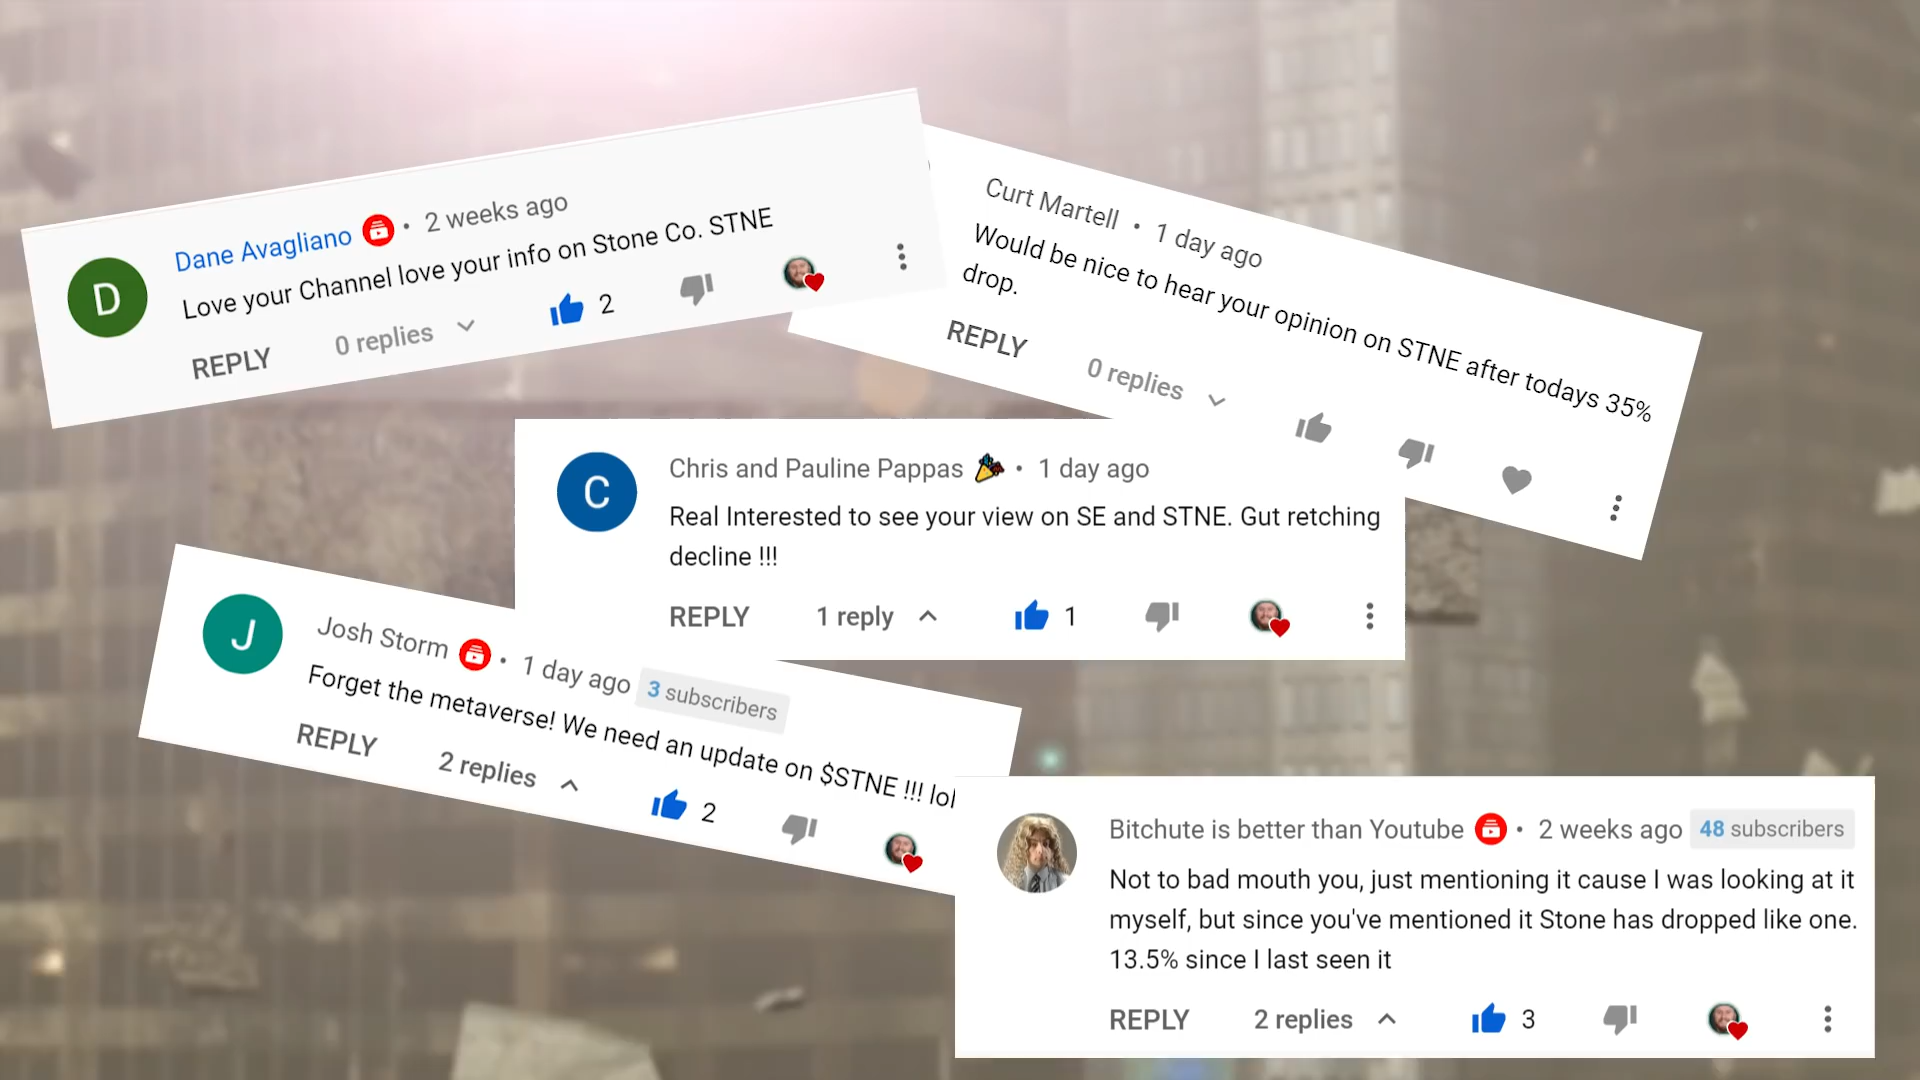 D
Dane Avagliano • 2 weeks ago
Love your Channel love your info on Stone Co. STNE
REPLY 0 replies 2
Curt Martell • 1 day ago
Would be nice to hear your opinion on STNE after todays 35%
drop.
REPLY 0 replies
C
Chris and Pauline Pappas • 1 day ago
Real Interested to see your view on SE and STNE. Gut retching
decline !!!
REPLY 1 reply 1
J
Josh Storm • 1 day ago 3 subscribers
Forget the metaverse! We need an update on $STNE !!! lol
REPLY 2 replies 2
Bitchute is better than Youtube • 2 weeks ago 48 subscribers
Not to bad mouth you, just mentioning it cause I was looking at it
myself, but since you've mentioned it Stone has dropped like one.
13.5% since I last seen it
REPLY 2 replies 3